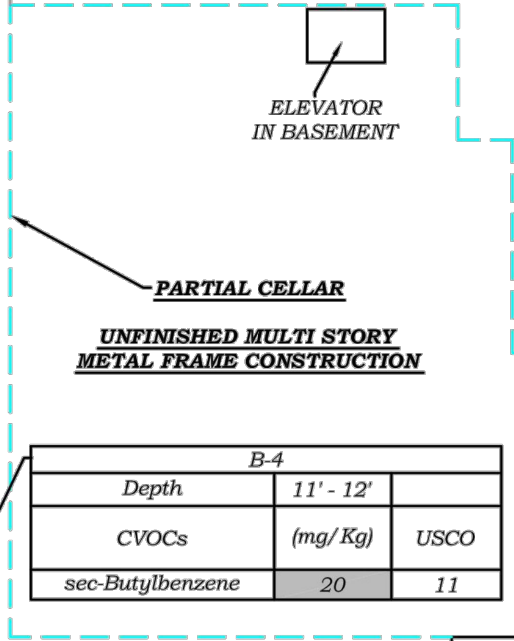 ELEVATOR
IN BASEMENT
PARTIAL CELLAR
UNFINISHED MULTI STORY
METAL FRAME CONSTRUCTION
B-4
Depth 11' - 12'
CVOCs (mg/Kg) USCO
sec-Butylbenzene 20 11